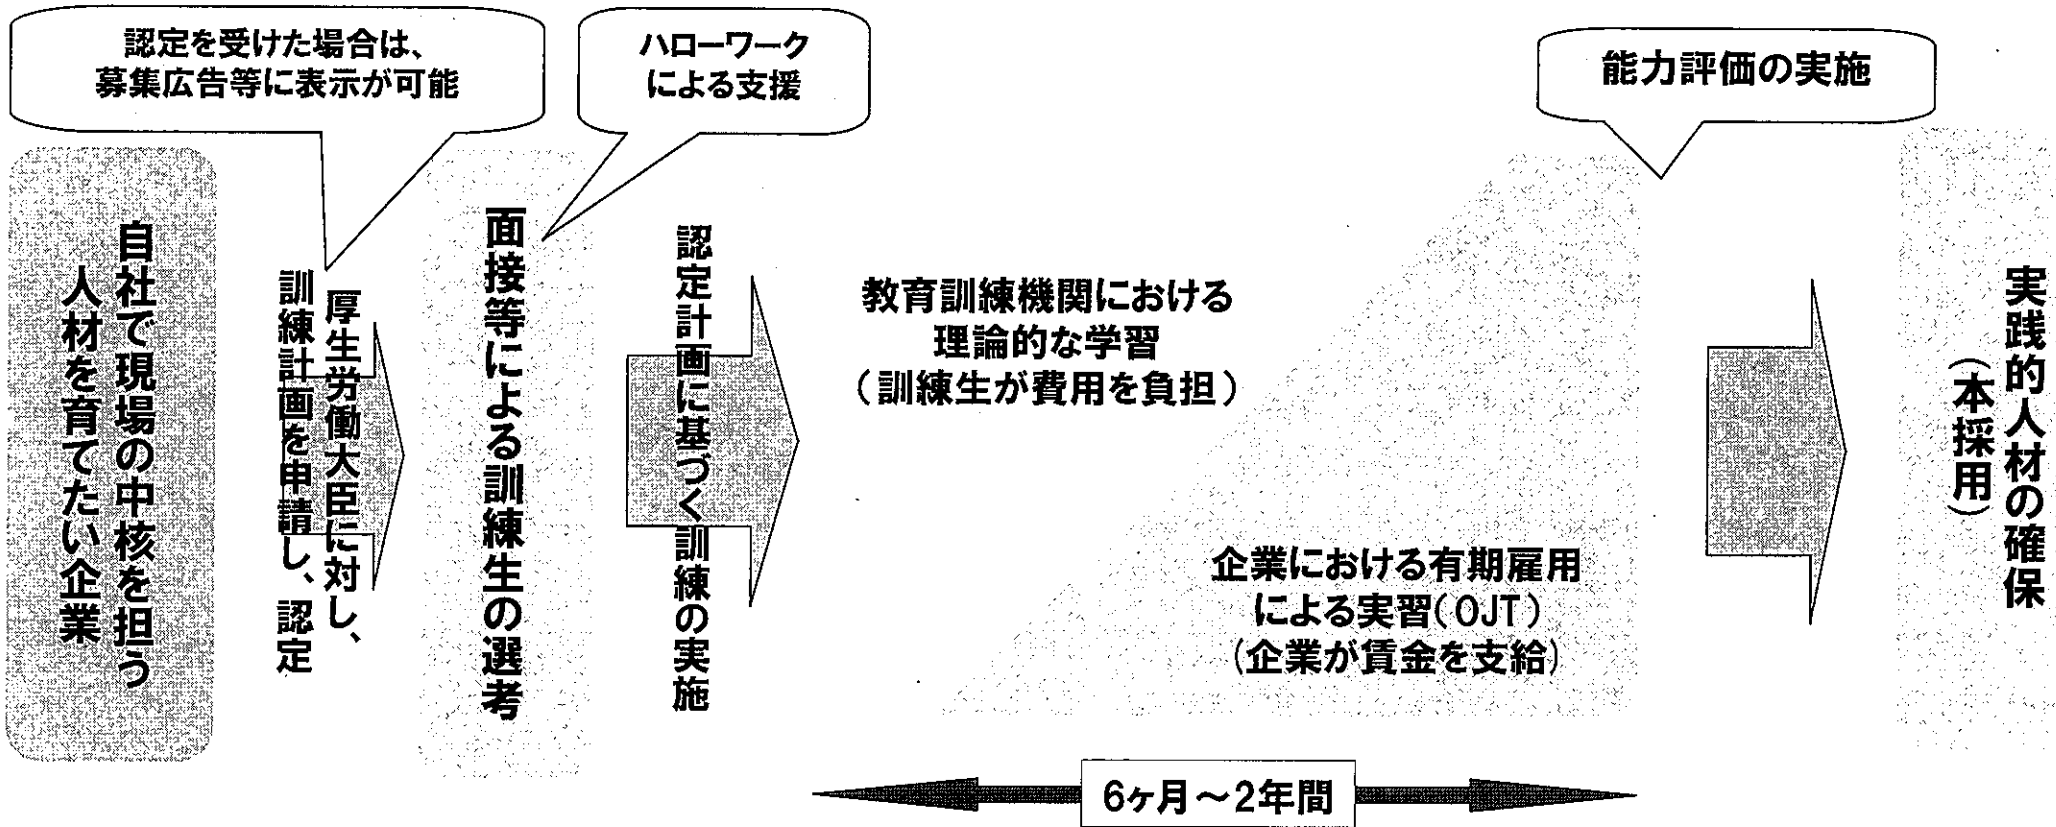 認定を受けた場合は、
募集広告等に表示が可能
ハローワーク
による支援
能力評価の実施
自社で現場の中核を担う
人材を育てたい企業
厚生労働大臣に対し、
訓練計画を申請し、認定
面接等による訓練生の選考
認定計画に基づく訓練の実施
教育訓練機関における
理論的な学習
（訓練生が費用を負担）
企業における有期雇用
による実習（OJT）
（企業が賃金を支給）
実践的人材の確保
（本採用）
6ヶ月～2年間